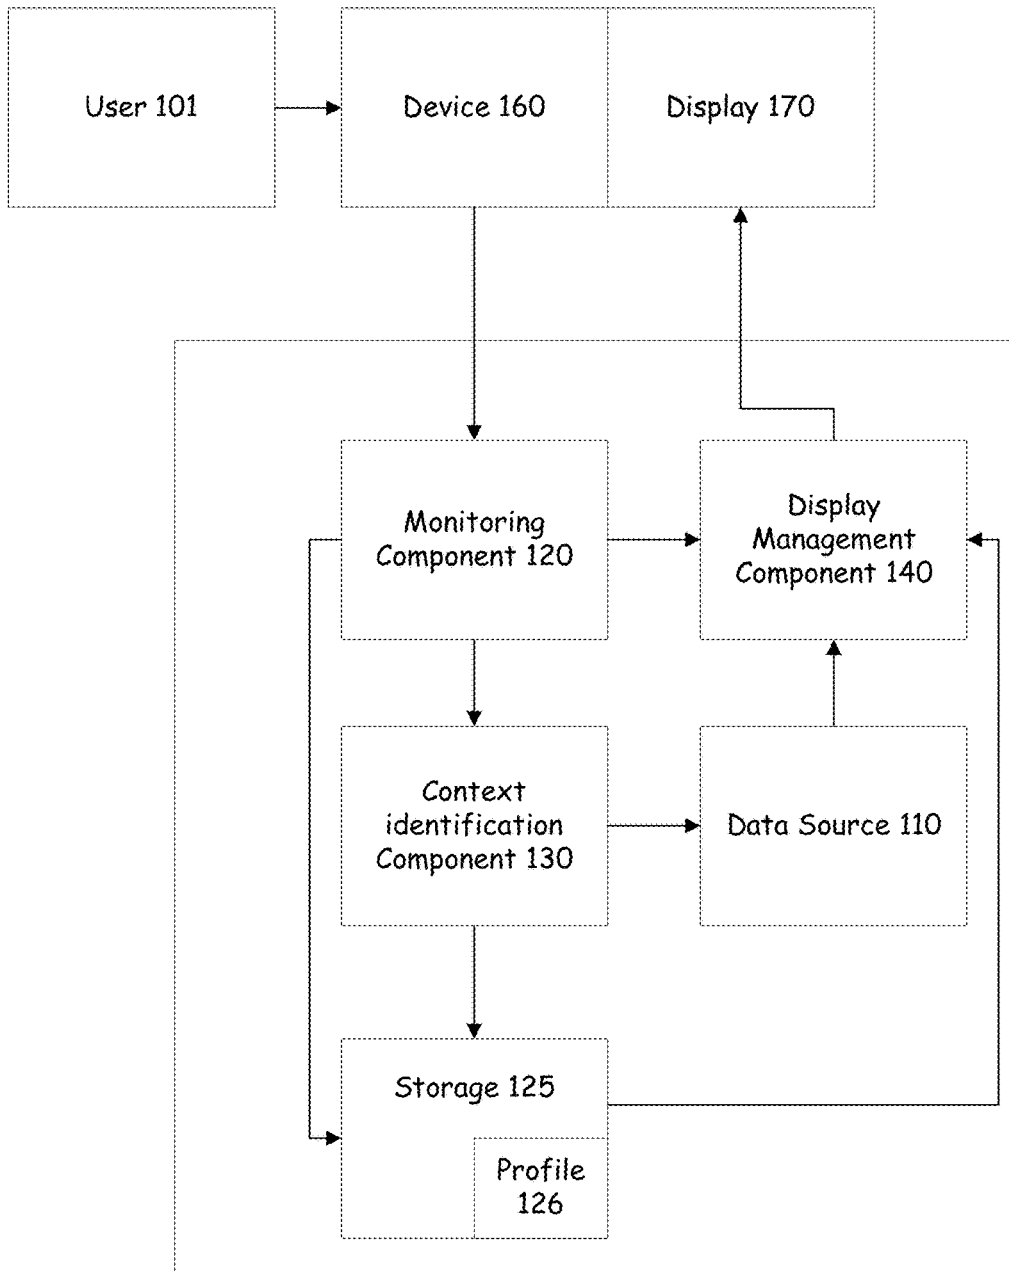 User 101
Device 160
Display 170
Monitoring
Component 120
Display
Management
Component 140
Context
identification
Component 130
Data Source 110
Storage 125
Profile
126